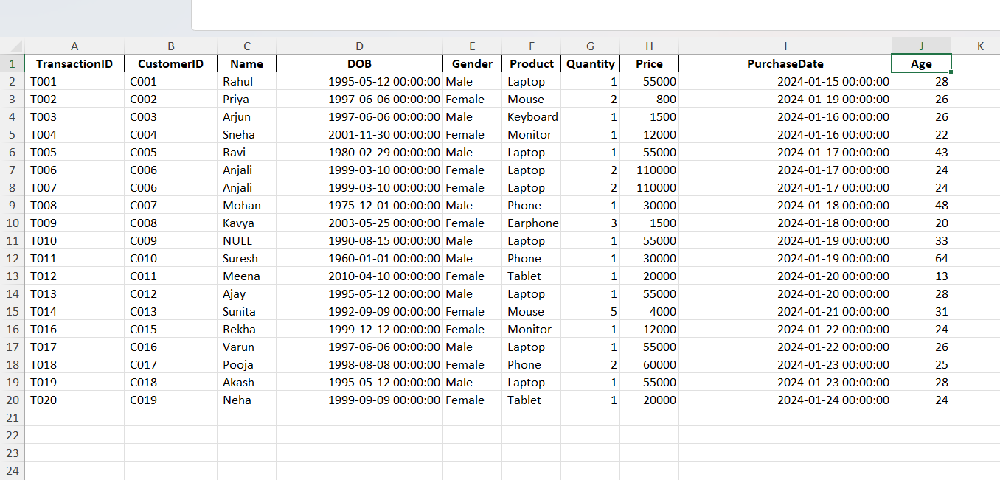 A B C D E F G H I J K
1 TransactionID CustomerID Name DOB Gender Product Quantity Price PurchaseDate Age
2 T001 C001 Rahul 1995-05-12 00:00:00 Male Laptop 1 55000 2024-01-15 00:00:00 28
3 T002 C002 Priya 1997-06-06 00:00:00 Female Mouse 2 800 2024-01-19 00:00:00 26
4 T003 C003 Arjun 1997-06-06 00:00:00 Male Keyboard 1 1500 2024-01-16 00:00:00 26
5 T004 C004 Sneha 2001-11-30 00:00:00 Female Monitor 1 12000 2024-01-16 00:00:00 22
6 T005 C005 Ravi 1980-02-29 00:00:00 Male Laptop 1 55000 2024-01-17 00:00:00 43
7 T006 C006 Anjali 1999-03-10 00:00:00 Female Laptop 2 110000 2024-01-17 00:00:00 24
8 T007 C006 Anjali 1999-03-10 00:00:00 Female Laptop 2 110000 2024-01-17 00:00:00 24
9 T008 C007 Mohan 1975-12-01 00:00:00 Male Phone 1 30000 2024-01-18 00:00:00 48
10 T009 C008 Kavya 2003-05-25 00:00:00 Female Earphones 3 1500 2024-01-18 00:00:00 20
11 T010 C009 NULL 1990-08-15 00:00:00 Male Laptop 1 55000 2024-01-19 00:00:00 33
12 T011 C010 Suresh 1960-01-01 00:00:00 Male Phone 1 30000 2024-01-19 00:00:00 64
13 T012 C011 Meena 2010-04-10 00:00:00 Female Tablet 1 20000 2024-01-20 00:00:00 13
14 T013 C012 Ajay 1995-05-12 00:00:00 Male Laptop 1 55000 2024-01-20 00:00:00 28
15 T014 C013 Sunita 1992-09-09 00:00:00 Female Mouse 5 4000 2024-01-21 00:00:00 31
16 T016 C015 Rekha 1999-12-12 00:00:00 Female Monitor 1 12000 2024-01-22 00:00:00 24
17 T017 C016 Varun 1997-06-06 00:00:00 Male Laptop 1 55000 2024-01-22 00:00:00 26
18 T018 C017 Pooja 1998-08-08 00:00:00 Female Phone 2 60000 2024-01-23 00:00:00 25
19 T019 C018 Akash 1995-05-12 00:00:00 Male Laptop 1 55000 2024-01-23 00:00:00 28
20 T020 C019 Neha 1999-09-09 00:00:00 Female Tablet 1 20000 2024-01-24 00:00:00 24
21
22
23
24